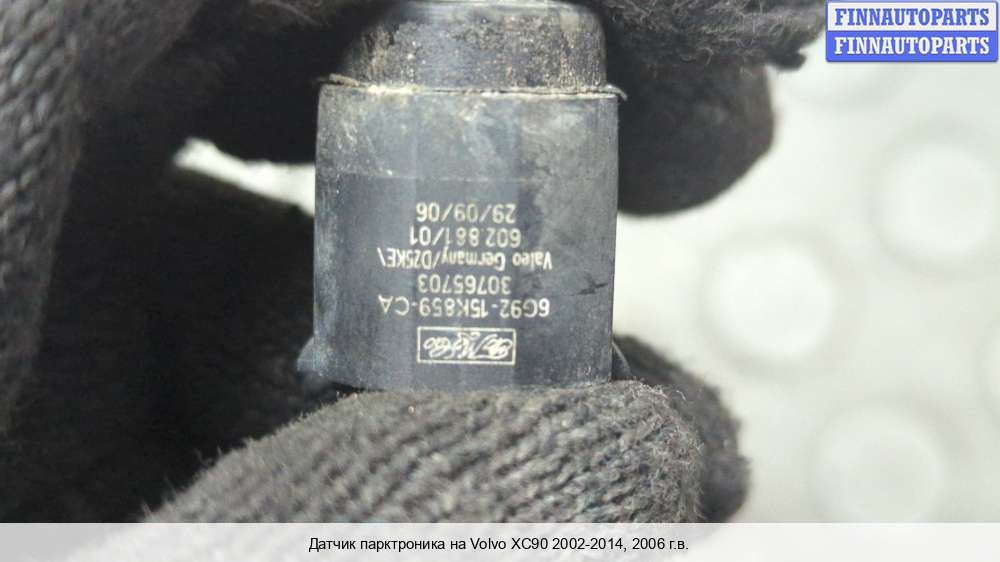 FINNAUTOPARTS
FINNAUTOPARTS
6G92-15K859-CA
30765703
Valeo Germany/D25KEV
602.861/01
29/09/06
Датчик парктроника на Volvo XC90 2002-2014, 2006 г.в.